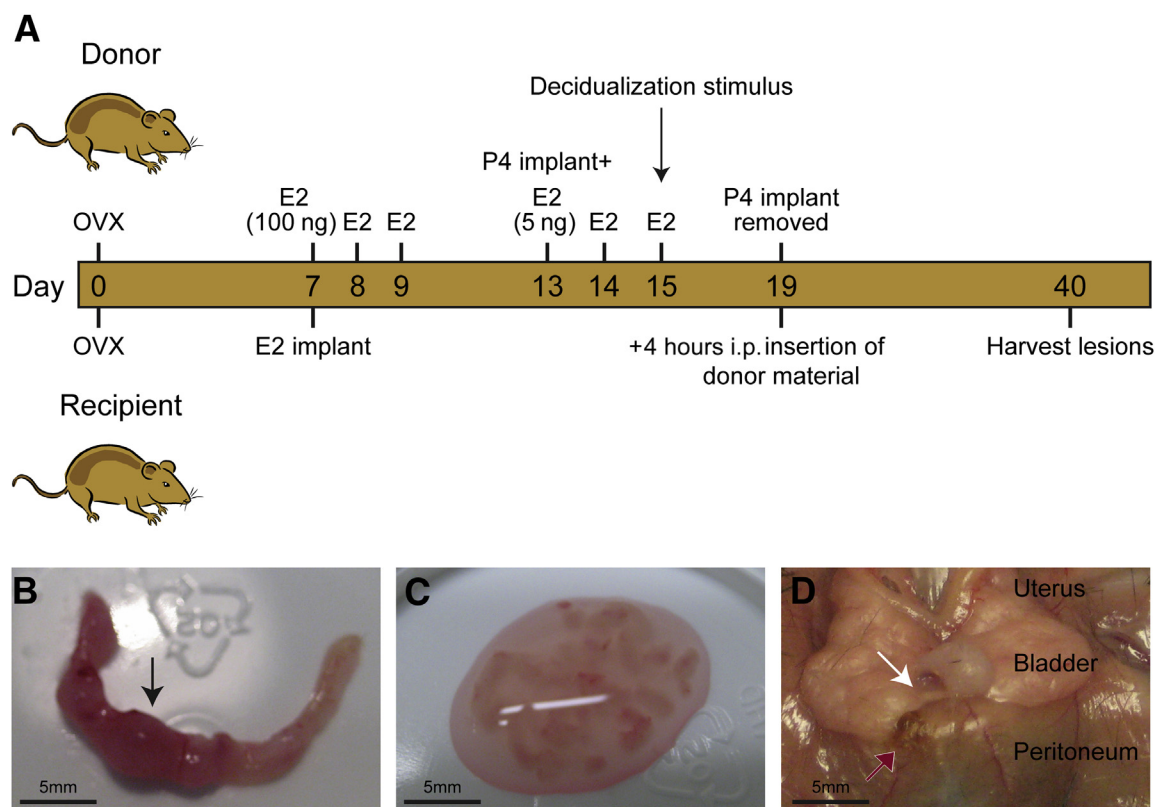 A
Donor
Decidualization stimulus
P4 implant+
E2
(100 ng)
E2
E2
E2
(5 ng)
E2
E2
P4 implant
removed
OVX
Day
0
7
8
9
13
14
15
19
40
OVX
E2 implant
+4 hours i.p. insertion of
donor material
Harvest lesions
Recipient
B
5mm
C
5mm
D
Uterus
Bladder
Peritoneum
5mm